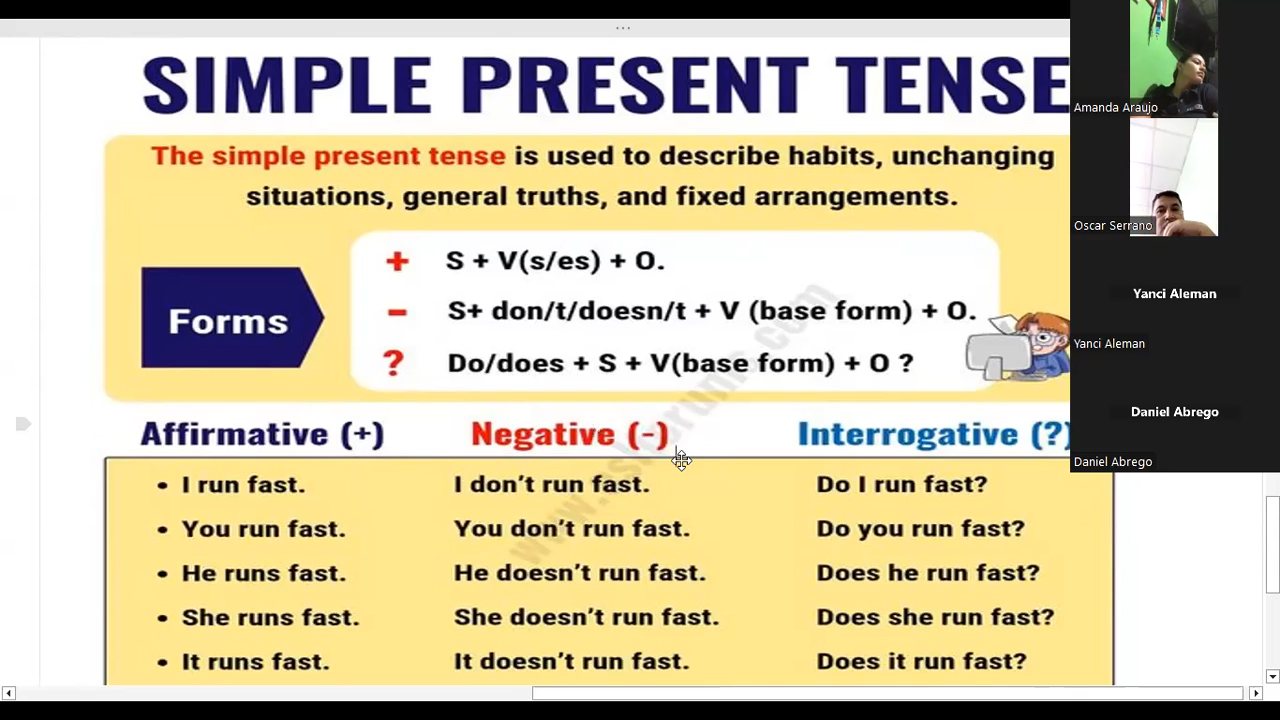 SIMPLE PRESENT TENSE
The simple present tense is used to describe habits, unchanging
situations, general truths, and fixed arrangements.
Forms
+ S + V(s/es) + O.
- S+ don/t/doesn/t + V (base form) + O.
? Do/does + S + V(base form) + O ?
Affirmative (+) Negative (-) Interrogative (?)
• I run fast. I don't run fast. Do I run fast?
• You run fast. You don't run fast. Do you run fast?
• He runs fast. He doesn't run fast. Does he run fast?
• She runs fast. She doesn't run fast. Does she run fast?
• It runs fast. It doesn't run fast. Does it run fast?
Amanda Araujo
Oscar Serrano
Yanci Aleman
Yanci Aleman
Daniel Abrego
Daniel Abrego